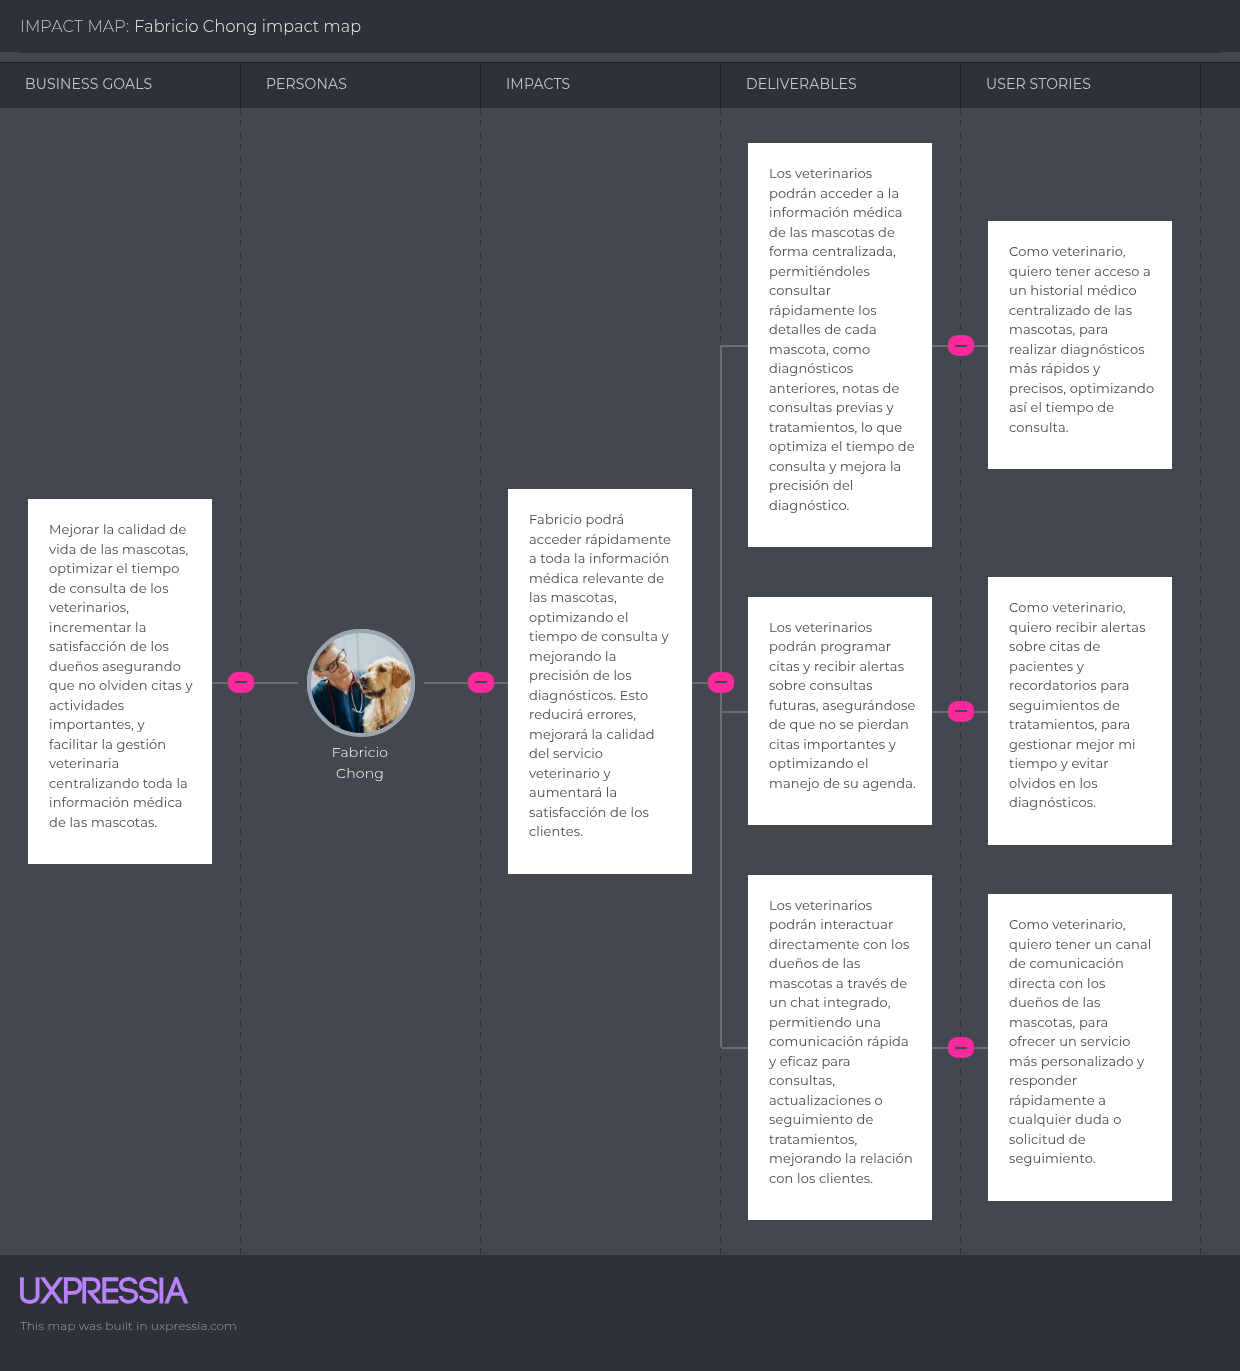 IMPACT MAP: Fabricio Chong impact map
BUSINESS GOALS
PERSONAS
IMPACTS
DELIVERABLES
USER STORIES
Mejorar la calidad de
vida de las mascotas,
optimizar el tiempo
de consulta de los
veterinarios,
incrementar la
satisfacción de los
dueños asegurando
que no olviden citas y
actividades
importantes, y
facilitar la gestión
veterinaria
centralizando toda la
información médica
de las mascotas.
Fabricio
Chong
Fabricio podrá
acceder rápidamente
a toda la información
médica relevante de
las mascotas,
optimizando el
tiempo de consulta y
mejorando la
precisión de los
diagnósticos. Esto
reducirá errores,
mejorará la calidad
del servicio
veterinario y
aumentará la
satisfacción de los
clientes.
Los veterinarios
podrán acceder a la
información médica
de las mascotas de
forma centralizada,
permitiéndoles
consultar
rápidamente los
detalles de cada
mascota, como
diagnósticos
anteriores, notas de
consultas previas y
tratamientos, lo que
optimiza el tiempo de
consulta y mejora la
precisión del
diagnóstico.
Como veterinario,
quiero tener acceso a
un historial médico
centralizado de las
mascotas, para
realizar diagnósticos
más rápidos y
precisos, optimizando
así el tiempo de
consulta.
Los veterinarios
podrán programar
citas y recibir alertas
sobre consultas
futuras, asegurándose
de que no se pierdan
citas importantes y
optimizando el
manejo de su agenda.
Como veterinario,
quiero recibir alertas
sobre citas de
pacientes y
recordatorios para
seguimientos de
tratamientos, para
gestionar mejor mi
tiempo y evitar
olvidos en los
diagnósticos.
Los veterinarios
podrán interactuar
directamente con los
dueños de las
mascotas a través de
un chat integrado,
permitiendo una
comunicación rápida
y eficaz para
consultas,
actualizaciones o
seguimiento de
tratamientos,
mejorando la relación
con los clientes.
Como veterinario,
quiero tener un canal
de comunicación
directa con los
dueños de las
mascotas, para
ofrecer un servicio
más personalizado y
responder
rápidamente a
cualquier duda o
solicitud de
seguimiento.
UXPRESSIA
This map was built in uxpressia.com